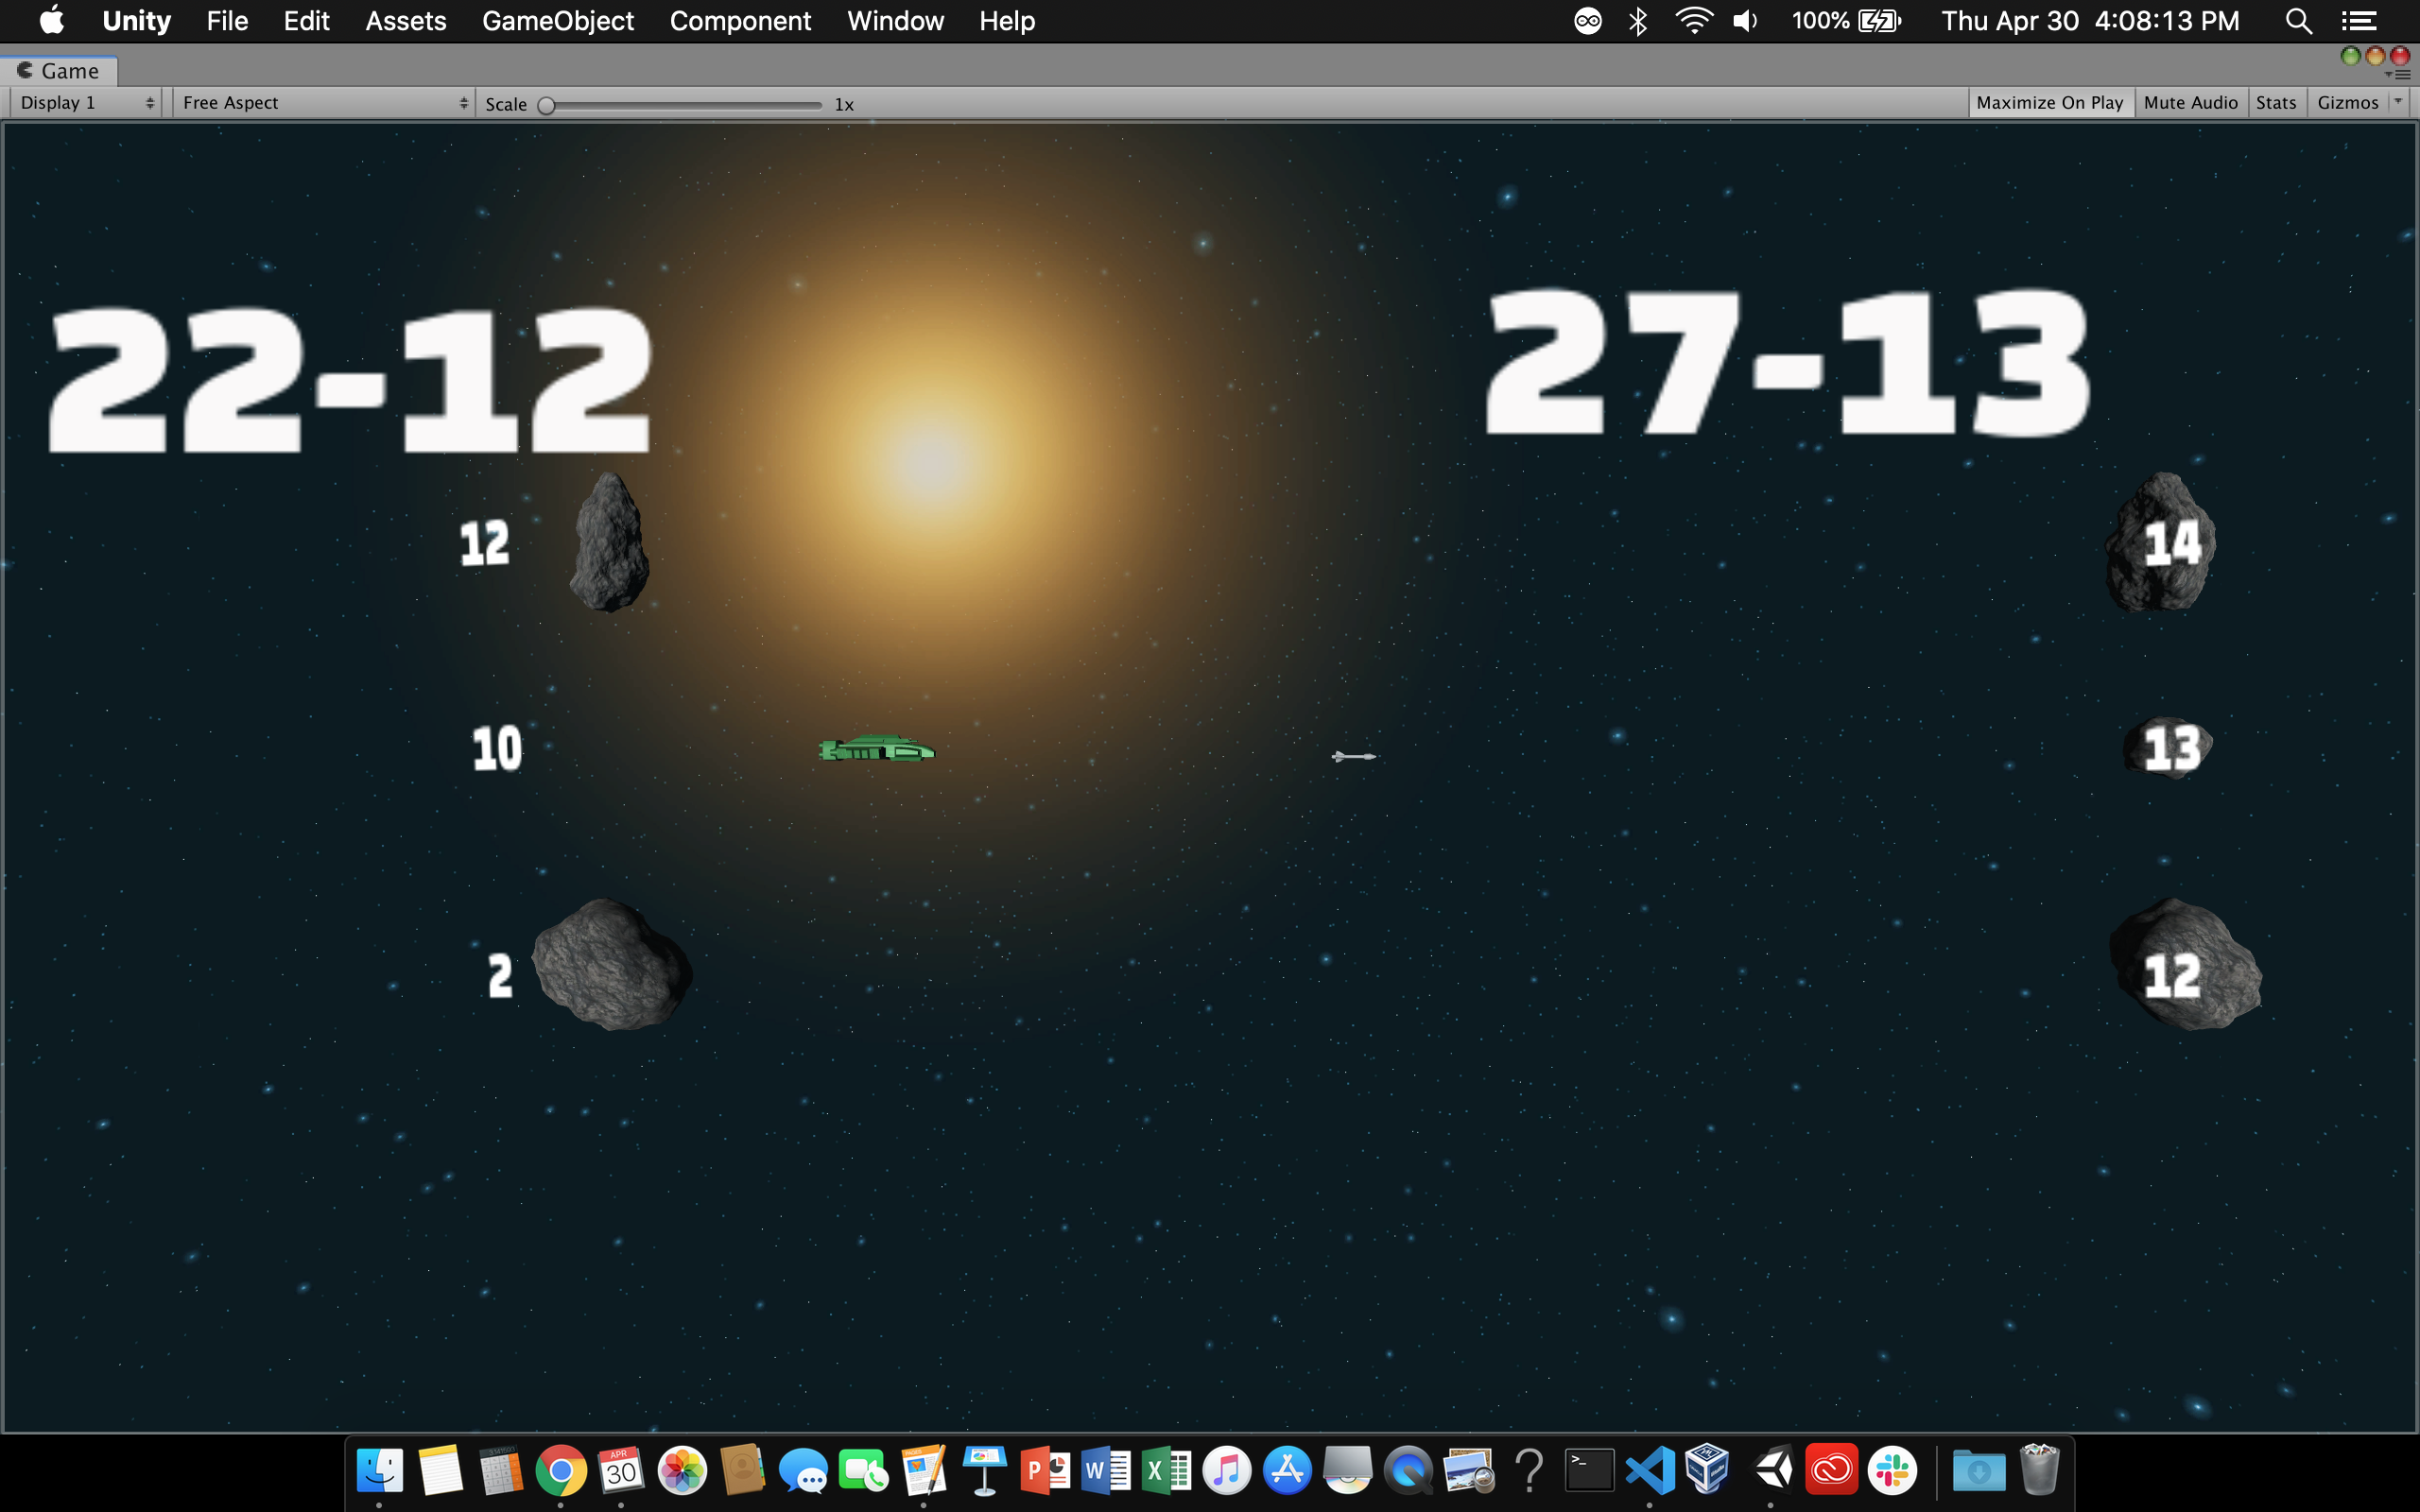 Unity File Edit Assets GameObject Component Window Help 100% Thu Apr 30 4:08:13 PM
Game
Display 1 Free Aspect Scale 1x Maximize On Play Mute Audio Stats Gizmos
22-12 27-13
12 14
10 13
2 12
APR
30
P W X ? >_